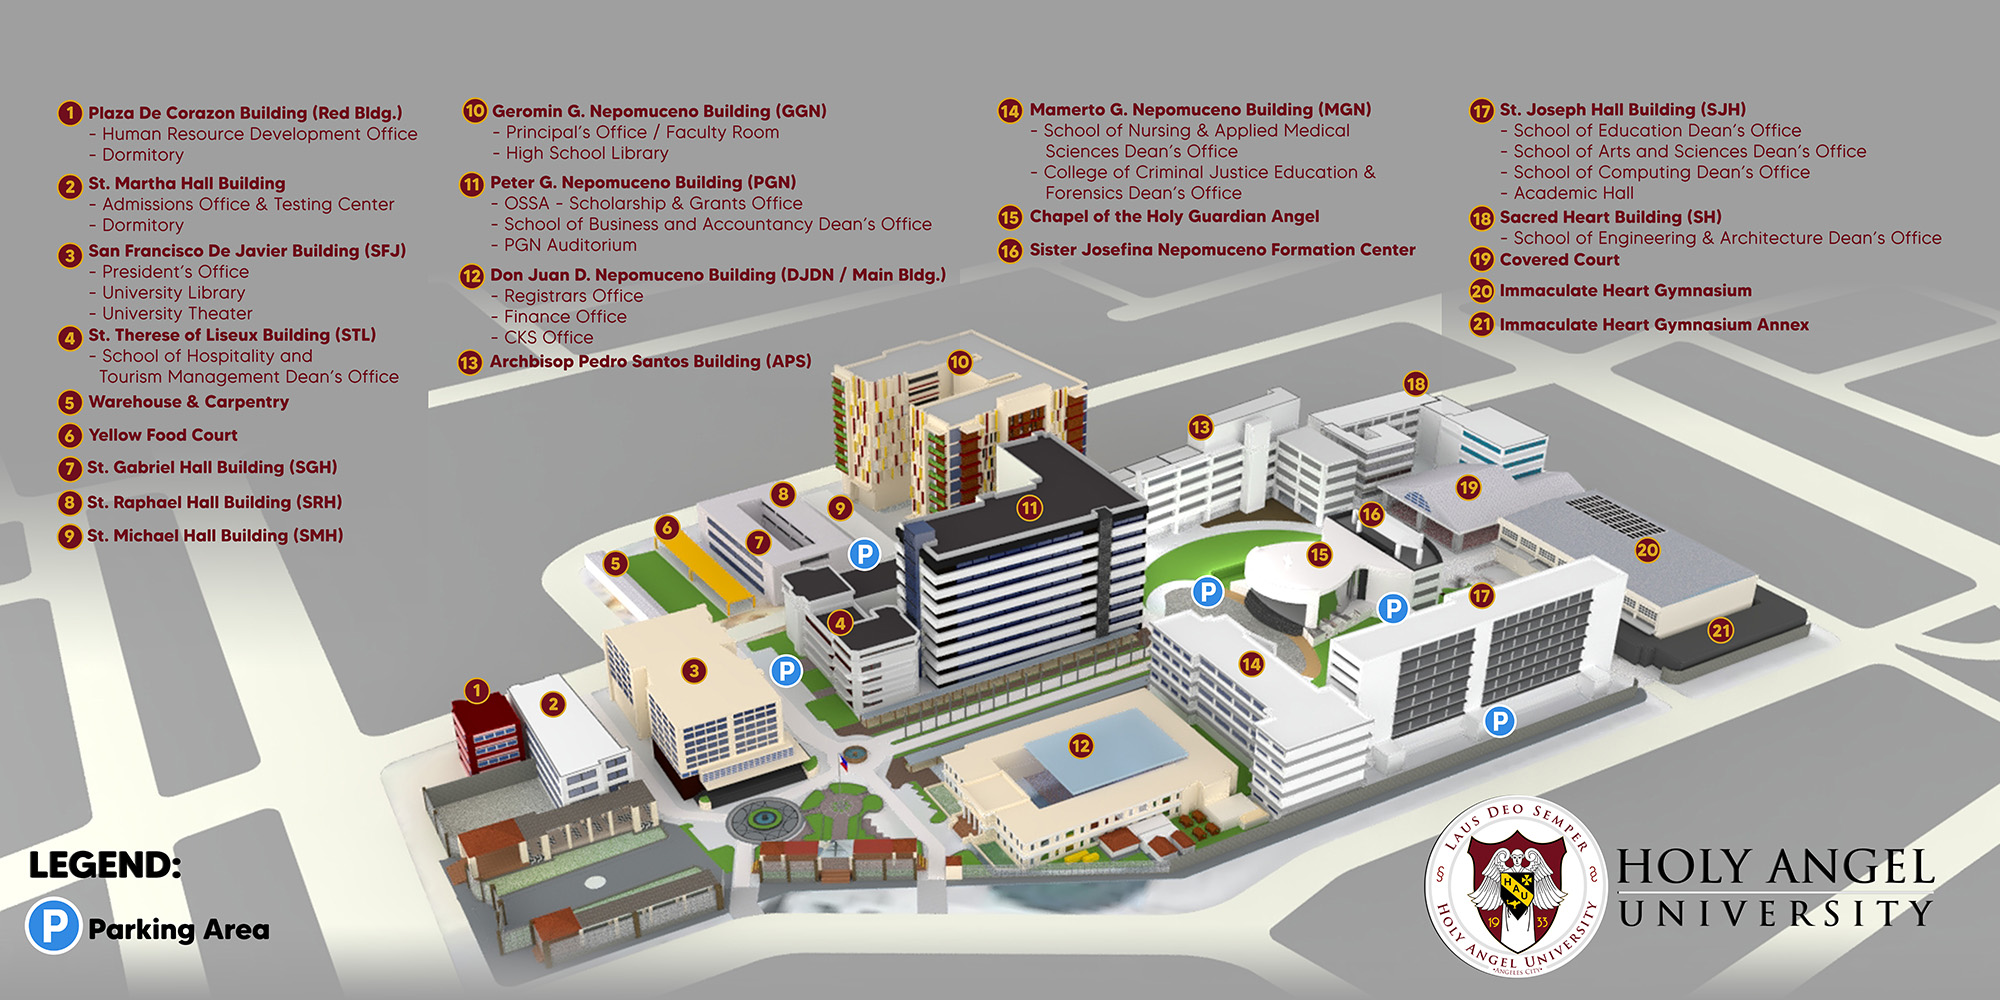 1 Plaza De Corazon Building (Red Bldg.)
- Human Resource Development Office
- Dormitory
2 St. Martha Hall Building
- Admissions Office & Testing Center
- Dormitory
3 San Francisco De Javier Building (SFJ)
- President's Office
- University Library
- University Theater
4 St. Therese of Liseux Building (STL)
- School of Hospitality and
Tourism Management Dean's Office
5 Warehouse & Carpentry
6 Yellow Food Court
7 St. Gabriel Hall Building (SGH)
8 St. Raphael Hall Building (SRH)
9 St. Michael Hall Building (SMH)
10 Geromin G. Nepomuceno Building (GGN)
- Principal's Office / Faculty Room
- High School Library
11 Peter G. Nepomuceno Building (PGN)
- OSSA - Scholarship & Grants Office
- School of Business and Accountancy Dean's Office
- PGN Auditorium
12 Don Juan D. Nepomuceno Building (DJDN / Main Bldg.)
- Registrars Office
- Finance Office
- CKS Office
13 Archbisop Pedro Santos Building (APS)
14 Mamerto G. Nepomuceno Building (MGN)
- School of Nursing & Applied Medical
Sciences Dean's Office
- College of Criminal Justice Education &
Forensics Dean's Office
15 Chapel of the Holy Guardian Angel
16 Sister Josefina Nepomuceno Formation Center
17 St. Joseph Hall Building (SJH)
- School of Education Dean's Office
- School of Arts and Sciences Dean's Office
- School of Computing Dean's Office
- Academic Hall
18 Sacred Heart Building (SH)
- School of Engineering & Architecture Dean's Office
19 Covered Court
20 Immaculate Heart Gymnasium
21 Immaculate Heart Gymnasium Annex
10
18
13
19
8
9
11
16
6
7
20
15
5
P
P
17
P
4
21
14
3
P
1
2
P
12
LEGEND:
P Parking Area
LAUS DEO SEMPER
HAU
19 33
HOLY ANGEL UNIVERSITY
•ANGELES CITY•
HOLY ANGEL
UNIVERSITY